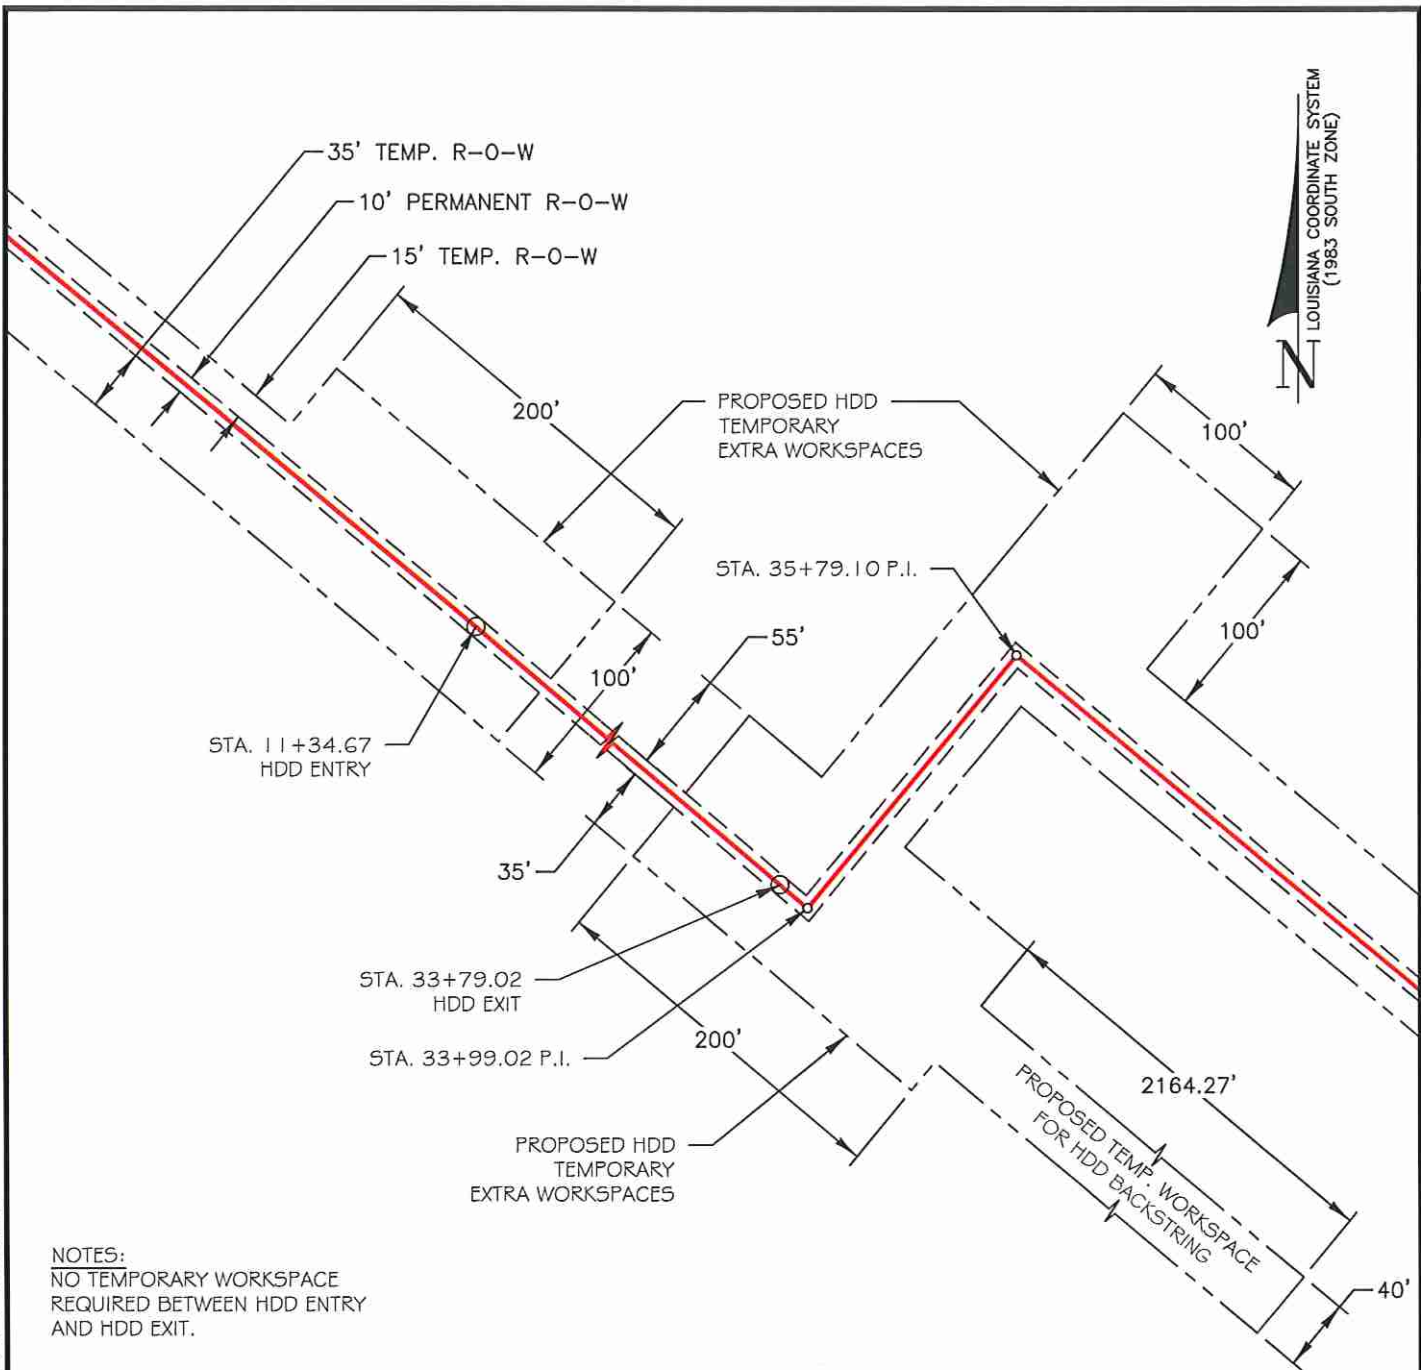 LOUISIANA COORDINATE SYSTEM
(1983 SOUTH ZONE)
N
35' TEMP. R-O-W
10' PERMANENT R-O-W
15' TEMP. R-O-W
200'
PROPOSED HDD
TEMPORARY
EXTRA WORKSPACES
100'
STA. 35+79.10 P.I.
100'
55'
100'
STA. 11+34.67
HDD ENTRY
35'
STA. 33+79.02
HDD EXIT
200'
STA. 33+99.02 P.I.
2164.27'
PROPOSED TEMP. WORKSPACE
FOR HDD BACKSTRING
PROPOSED HDD
TEMPORARY
EXTRA WORKSPACES
40'
NOTES:
NO TEMPORARY WORKSPACE
REQUIRED BETWEEN HDD ENTRY
AND HDD EXIT.